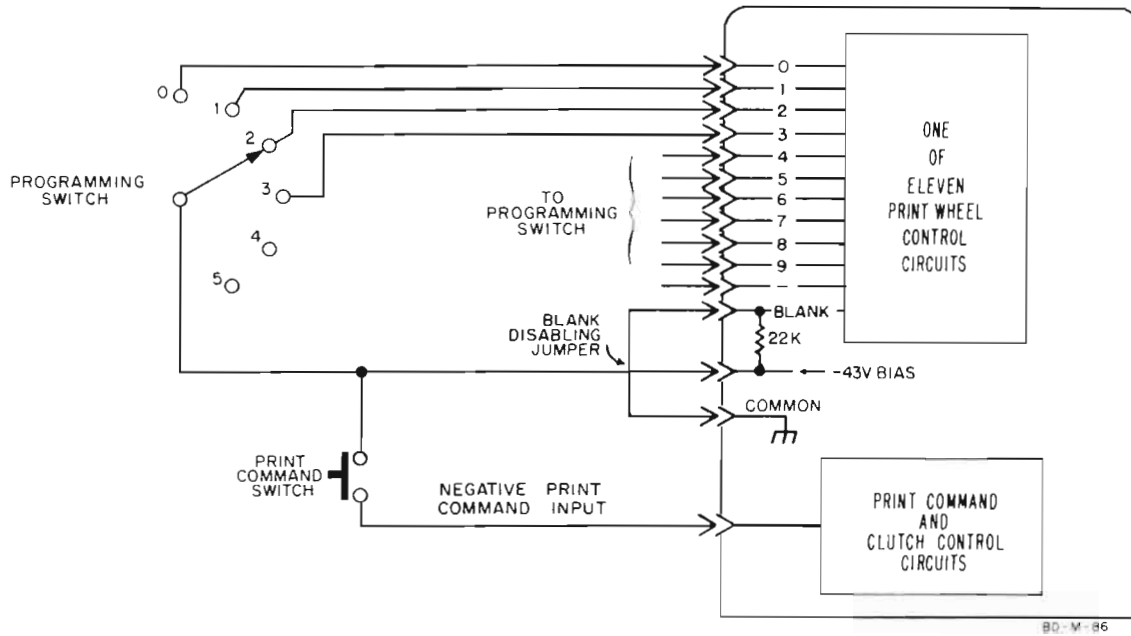 0
1
2
3
4
5
PROGRAMMING
SWITCH
TO
PROGRAMMING
SWITCH
0
1
2
3
4
5
6
7
8
9
–
BLANK
22K
-43V BIAS
COMMON
ONE
OF
ELEVEN
PRINT WHEEL
CONTROL
CIRCUITS
BLANK
DISABLING
JUMPER
PRINT
COMMAND
SWITCH
NEGATIVE PRINT
COMMAND INPUT
PRINT COMMAND
AND
CLUTCH CONTROL
CIRCUITS
BD-M-86